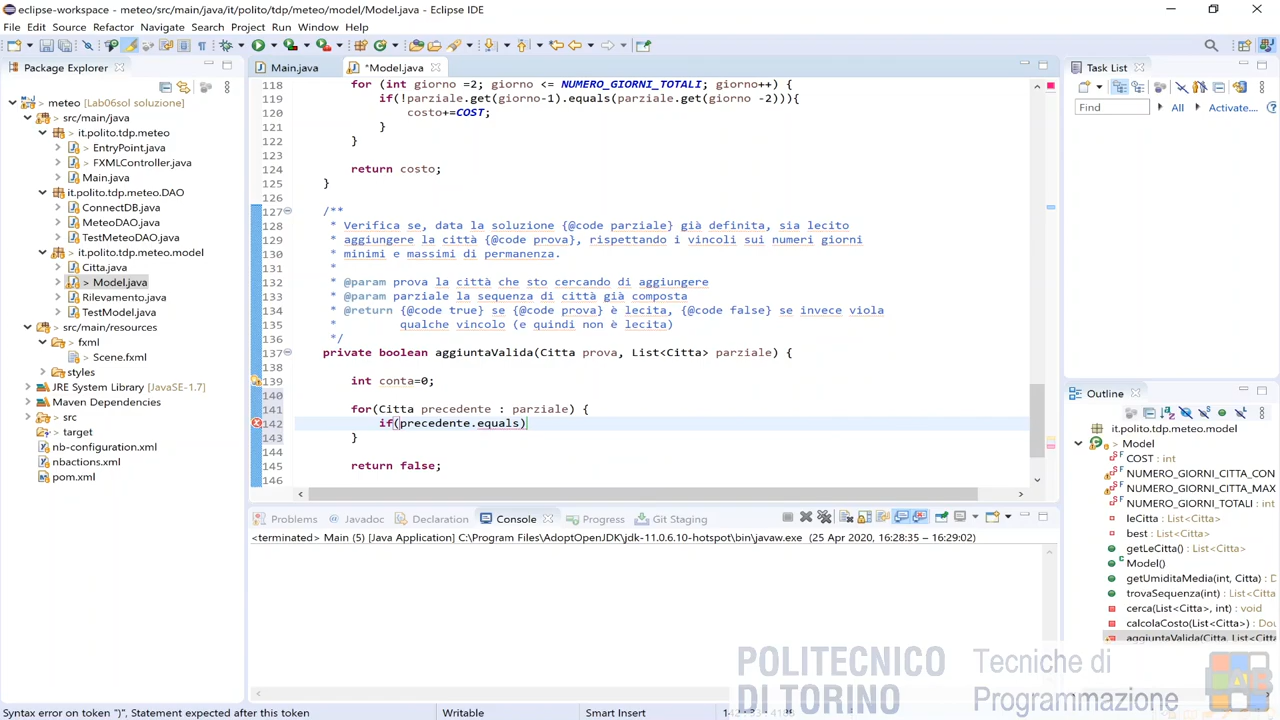 eclipse-workspace - meteo/src/main/java/it/polito/tdp/meteo/model/Model.java - Eclipse IDE
File Edit Source Refactor Navigate Search Project Run Window Help
Package Explorer
meteo [Lab06sol soluzione]
src/main/java
it.polito.tdp.meteo
> EntryPoint.java
> FXMLController.java
Main.java
it.polito.tdp.meteo.DAO
ConnectDB.java
MeteoDAO.java
TestMeteoDAO.java
it.polito.tdp.meteo.model
Citta.java
> Model.java
Rilevamento.java
TestModel.java
src/main/resources
fxml
Scene.fxml
styles
JRE System Library [JavaSE-1.7]
Maven Dependencies
src
target
nb-configuration.xml
nbactions.xml
pom.xml
Main.java *Model.java
118 for (int giorno =2; giorno <= NUMERO_GIORNI_TOTALI; giorno++) {
119 if(!parziale.get(giorno-1).equals(parziale.get(giorno -2))){
120 costo+=COST;
121 }
122 }
123
124 return costo;
125 }
126
127 /**
128 * Verifica se, data la soluzione {@code parziale} già definita, sia lecito
129 * aggiungere la città {@code prova}, rispettando i vincoli sui numeri giorni
130 * minimi e massimi di permanenza.
131 *
132 * @param prova la città che sto cercando di aggiungere
133 * @param parziale la sequenza di città già composta
134 * @return {@code true} se {@code prova} è lecita, {@code false} se invece viola
135 * qualche vincolo (e quindi non è lecita)
136 */
137 private boolean aggiuntaValida(Citta prova, List<Citta> parziale) {
138
139 int conta=0;
140
141 for(Citta precedente : parziale) {
142 if(precedente.equals)
143 }
144
145 return false;
146
Problems Javadoc Declaration Console Progress Git Staging
<terminated> Main (5) [Java Application] C:\Program Files\AdoptOpenJDK\jdk-11.0.6.10-hotspot\bin\javaw.exe (25 Apr 2020, 16:28:35 – 16:29:02)
Task List
Find All Activate...
Outline
it.polito.tdp.meteo.model
Model
COST : int
NUMERO_GIORNI_CITTA_CON
NUMERO_GIORNI_CITTA_MAX
NUMERO_GIORNI_TOTALI : int
leCitta : List<Citta>
best : List<Citta>
getLeCitta() : List<Citta>
Model()
getUmiditaMedia(int, Citta) : D
trovaSequenza(int) : List<Citta
cerca(List<Citta>, int) : void
calcolaCosto(List<Citta>) : Dou
aggiuntaValida(Citta, List<Citt
POLITECNICO DI TORINO
Tecniche di Programmazione
Syntax error on token ")", Statement expected after this token Writable Smart Insert